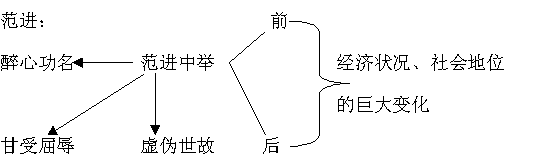 范进：
前
醉心功名 范进中举 经济状况、社会地位
的巨大变化
甘受屈辱 虚伪世故 后